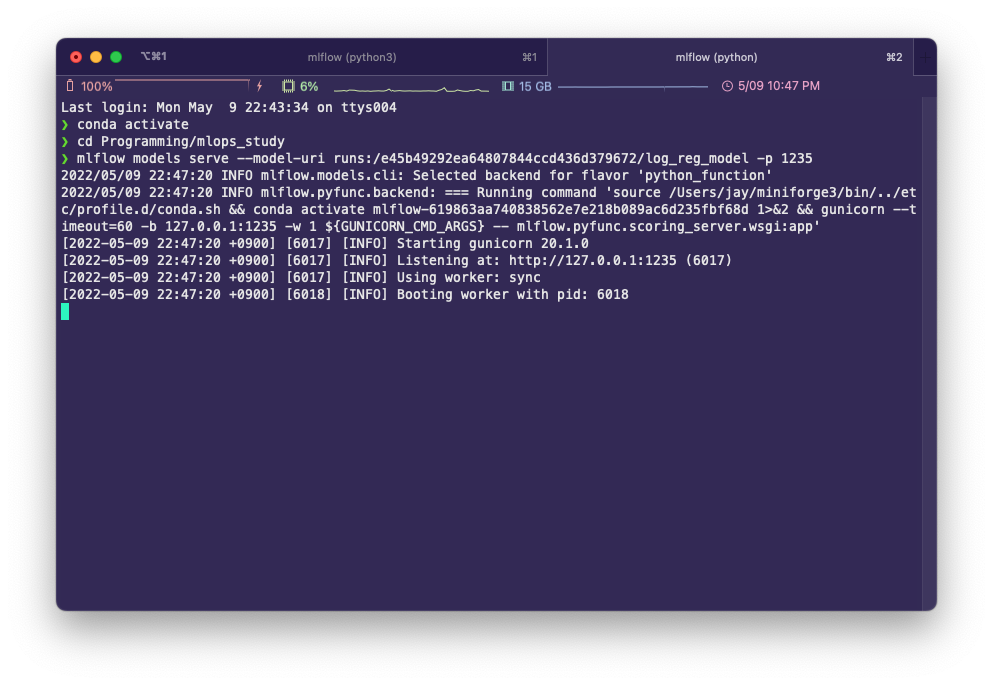 ⌥⌘1 mlflow (python3) ⌘1 mlflow (python) ⌘2
100% 6% 15 GB 5/09 10:47 PM
Last login: Mon May  9 22:43:34 on ttys004
❯ conda activate
❯ cd Programming/mlops_study
❯ mlflow models serve --model-uri runs:/e45b49292ea64807844ccd436d379672/log_reg_model -p 1235
2022/05/09 22:47:20 INFO mlflow.models.cli: Selected backend for flavor 'python_function'
2022/05/09 22:47:20 INFO mlflow.pyfunc.backend: === Running command 'source /Users/jay/miniforge3/bin/../et
c/profile.d/conda.sh && conda activate mlflow-619863aa740838562e7e218b089ac6d235fbf68d 1>&2 && gunicorn --t
imeout=60 -b 127.0.0.1:1235 -w 1 ${GUNICORN_CMD_ARGS} -- mlflow.pyfunc.scoring_server.wsgi:app'
[2022-05-09 22:47:20 +0900] [6017] [INFO] Starting gunicorn 20.1.0
[2022-05-09 22:47:20 +0900] [6017] [INFO] Listening at: http://127.0.0.1:1235 (6017)
[2022-05-09 22:47:20 +0900] [6017] [INFO] Using worker: sync
[2022-05-09 22:47:20 +0900] [6018] [INFO] Booting worker with pid: 6018